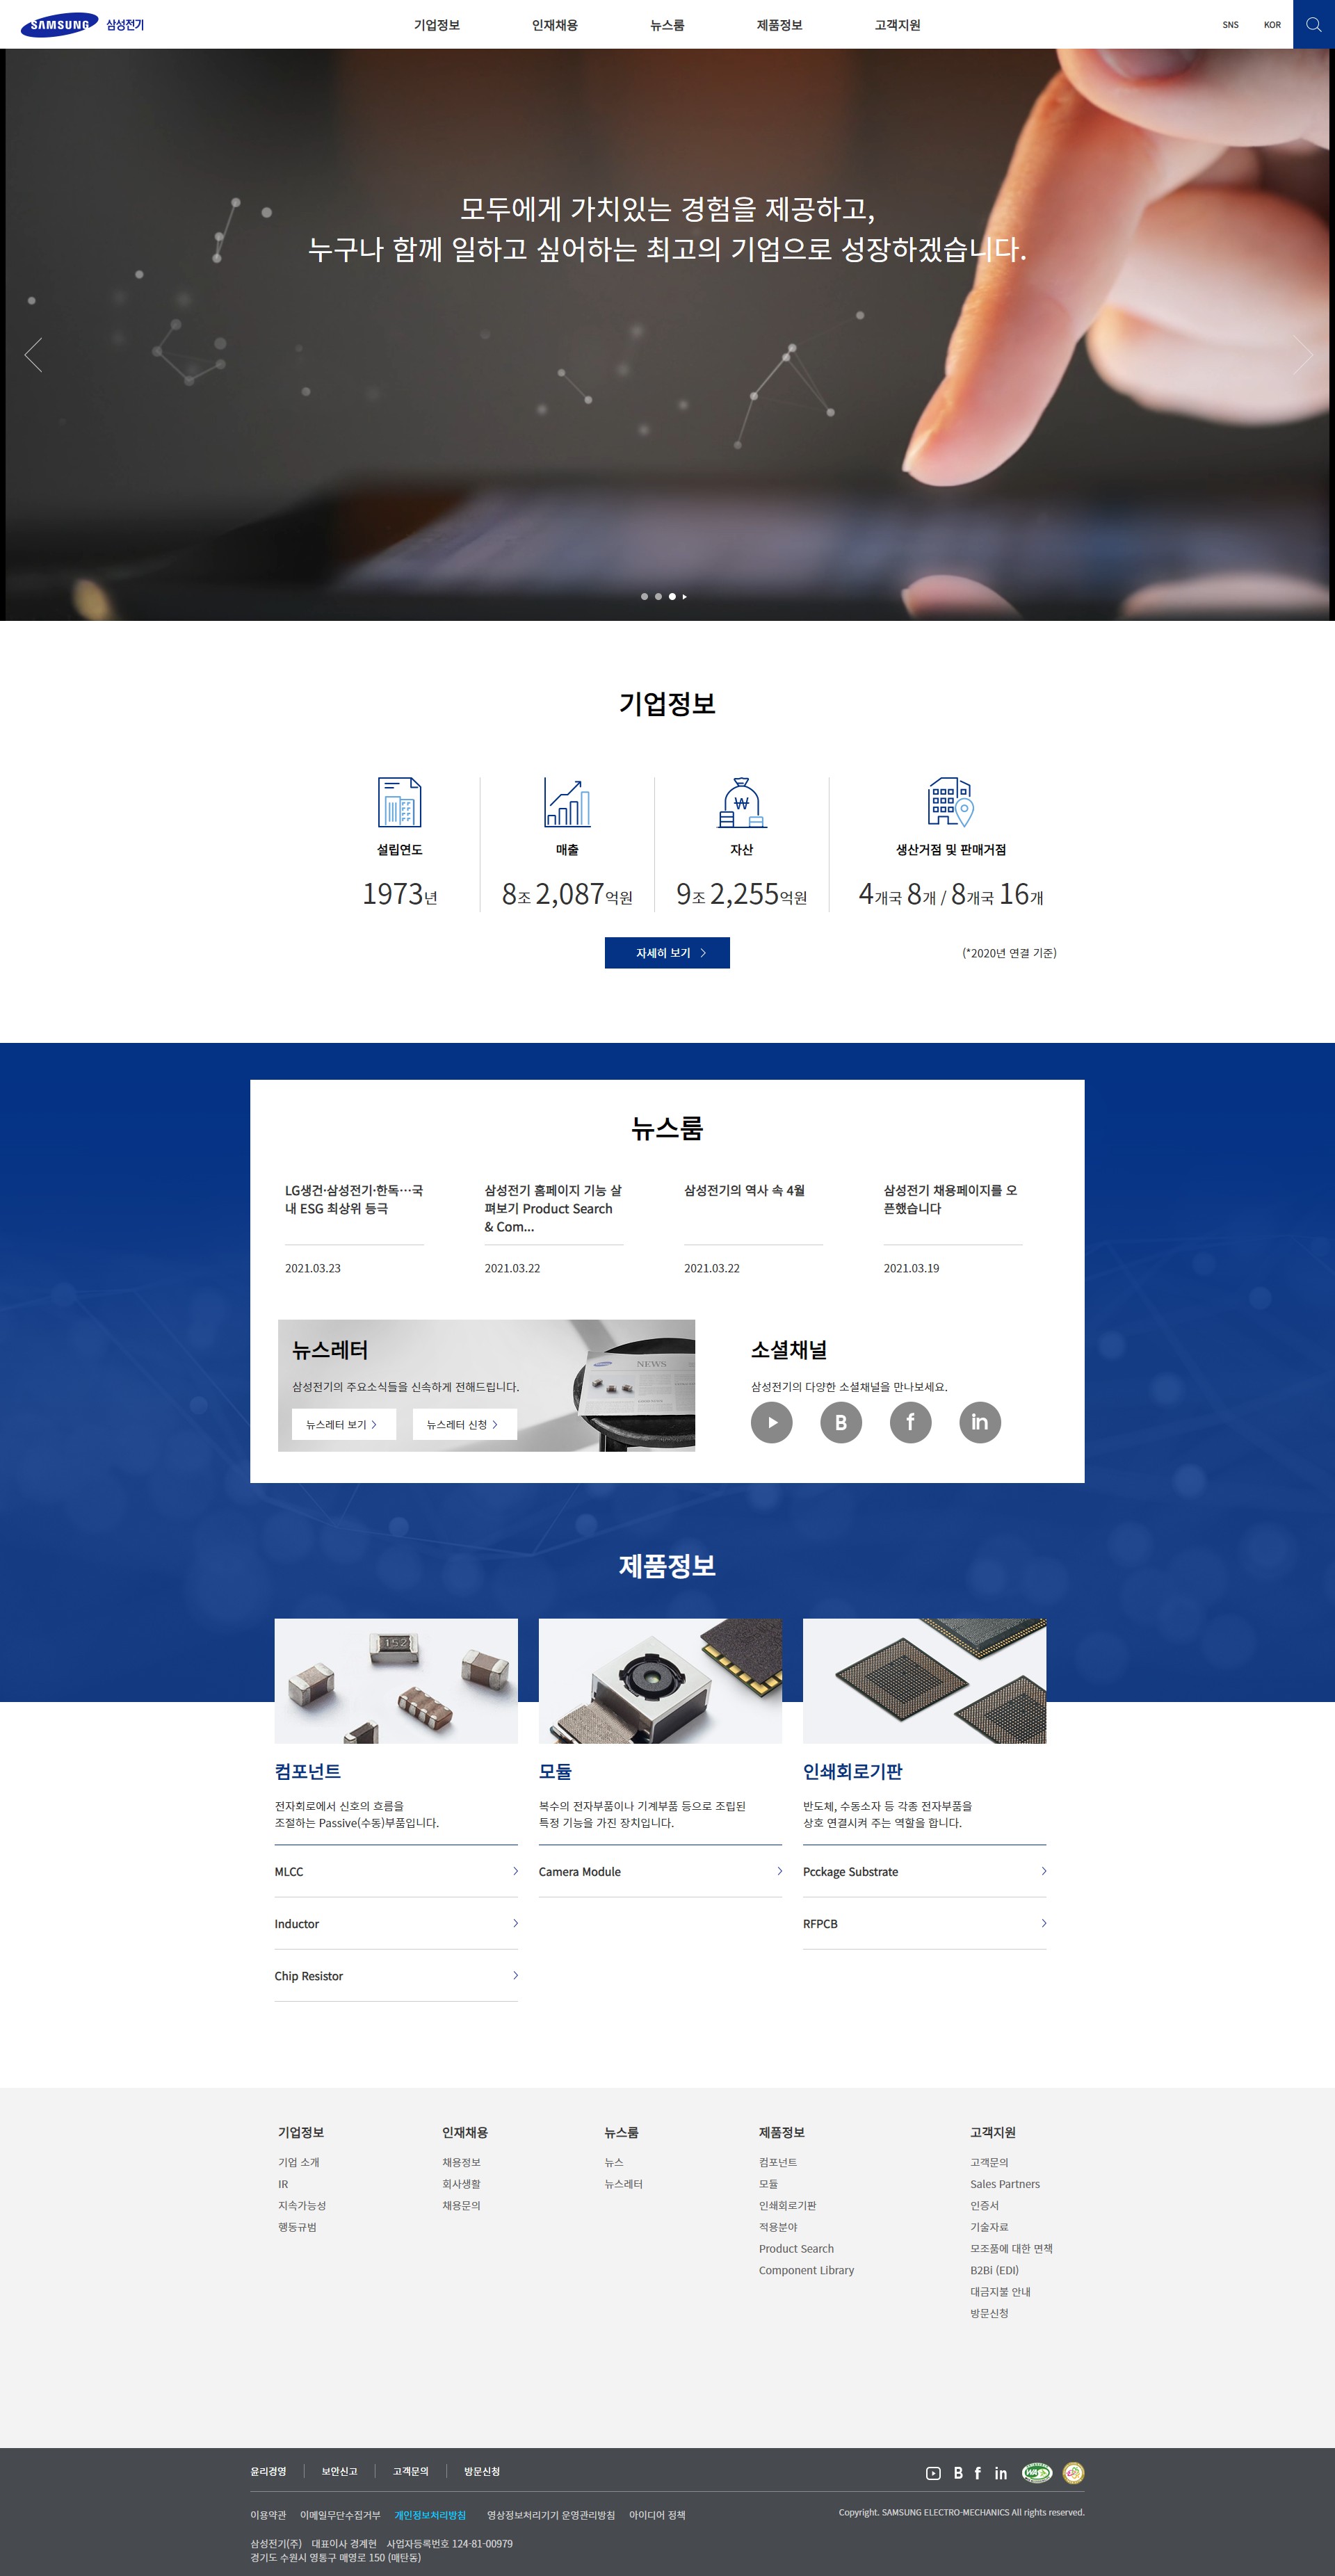 SAMSUNG 삼성전기
기업정보 인재채용 뉴스룸 제품정보 고객지원 SNS KOR
모두에게 가치있는 경험을 제공하고,
누구나 함께 일하고 싶어하는 최고의 기업으로 성장하겠습니다.
기업정보
설립연도
1973년
매출
8조 2,087억원
자산
9조 2,255억원
생산거점 및 판매거점
4개국 8개 / 8개국 16개
자세히 보기
(*2020년 연결 기준)
뉴스룸
LG생건·삼성전기·한독…국
내 ESG 최상위 등극
2021.03.23
삼성전기 홈페이지 기능 살
펴보기 Product Search
& Com...
2021.03.22
삼성전기의 역사 속 4월
2021.03.22
삼성전기 채용페이지를 오
픈했습니다
2021.03.19
뉴스레터
삼성전기의 주요소식들을 신속하게 전해드립니다.
뉴스레터 보기
뉴스레터 신청
NEWS
소셜채널
삼성전기의 다양한 소셜채널을 만나보세요.
B f in
제품정보
152
컴포넌트
전자회로에서 신호의 흐름을
조절하는 Passive(수동)부품입니다.
MLCC
Inductor
Chip Resistor
모듈
복수의 전자부품이나 기계부품 등으로 조립된
특정 기능을 가진 장치입니다.
Camera Module
인쇄회로기판
반도체, 수동소자 등 각종 전자부품을
상호 연결시켜 주는 역할을 합니다.
Pcckage Substrate
RFPCB
기업정보
기업 소개
IR
지속가능성
행동규범
인재채용
채용정보
회사생활
채용문의
뉴스룸
뉴스
뉴스레터
제품정보
컴포넌트
모듈
인쇄회로기판
적용분야
Product Search
Component Library
고객지원
고객문의
Sales Partners
인증서
기술자료
모조품에 대한 면책
B2Bi (EDI)
대금지불 안내
방문신청
윤리경영 보안신고 고객문의 방문신청
B f in WA
이용약관 이메일무단수집거부 개인정보처리방침 영상정보처리기기 운영관리방침 아이디어 정책
Copyright. SAMSUNG ELECTRO-MECHANICS All rights reserved.
삼성전기(주) 대표이사 경계현 사업자등록번호 124-81-00979
경기도 수원시 영통구 매영로 150 (매탄동)